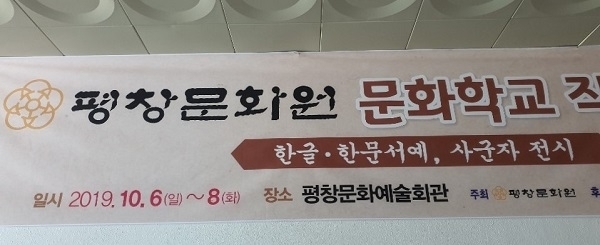 평창문화원 문화학교 작
한글·한문서예, 사군자 전시
일시 2019. 10. 6(일) ~ 8(화) 장소 평창문화예술회관 주최 평창문화원